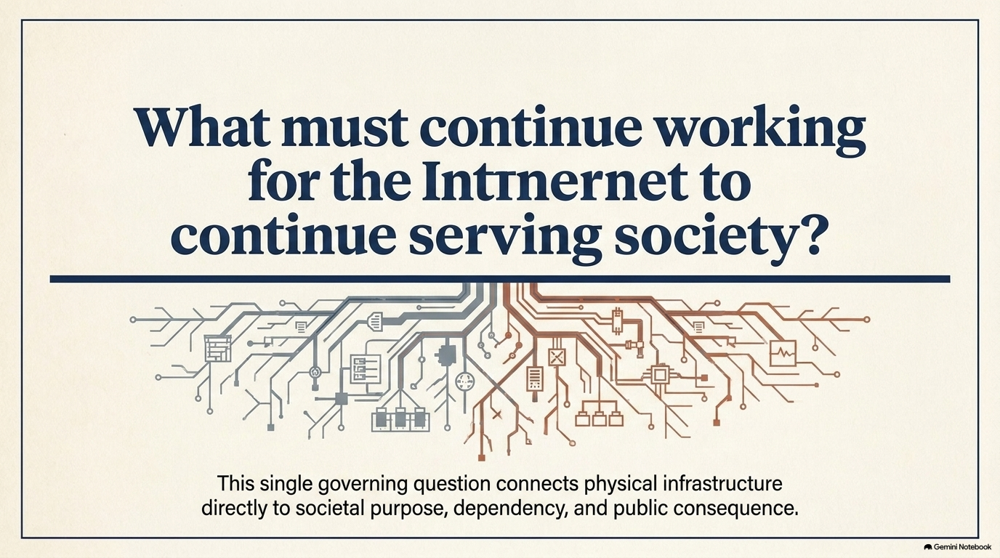 What must continue working
for the IntTnernet to
continue serving society?
This single governing question connects physical infrastructure
directly to societal purpose, dependency, and public consequence.
Gemini Notebook